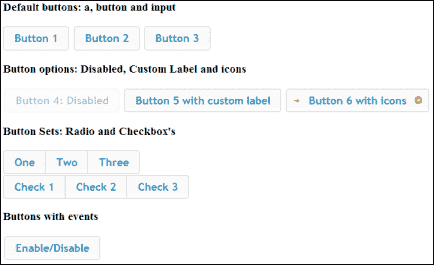 Default buttons: a, button and input
Button 1 Button 2 Button 3
Button options: Disabled, Custom Label and icons
Button 4: Disabled Button 5 with custom label Button 6 with icons
Button Sets: Radio and Checkbox's
One Two Three
Check 1 Check 2 Check 3
Buttons with events
Enable/Disable